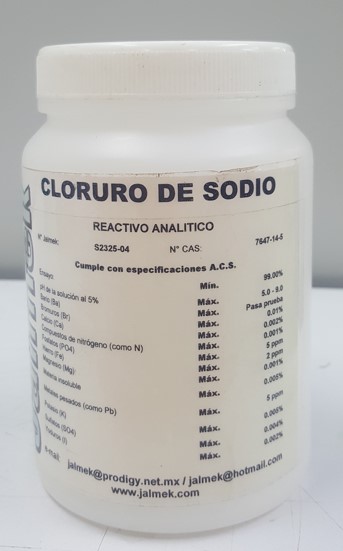 CLORURO DE SODIO
REACTIVO ANALITICO
N° Jalmek: S2325-04 N° CAS: 7647-14-5
Cumple con especificaciones A.C.S.
Ensayo Mín. 99.00%
pH de la solución al 5% 5.0 - 9.0
Bario (Ba) Máx. Pasa prueba
Bromuros (Br) Máx. 0.01%
Calcio (Ca) Máx. 0.002%
Compuestos de nitrógeno (como N) Máx. 0.001%
Fosfatos (PO4) Máx. 5 ppm
Hierro (Fe) Máx. 2 ppm
Magnesio (Mg) Máx. 0.001%
Materia insoluble Máx. 0.005%
Metales pesados (como Pb) Máx. 5 ppm
Potasio (K) Máx. 0.005%
Sulfatos (SO4) Máx. 0.004%
Yoduros (I) Máx. 0.002%
e-mail: jalmek@prodigy.net.mx / jalmek@hotmail.com
www.jalmek.com